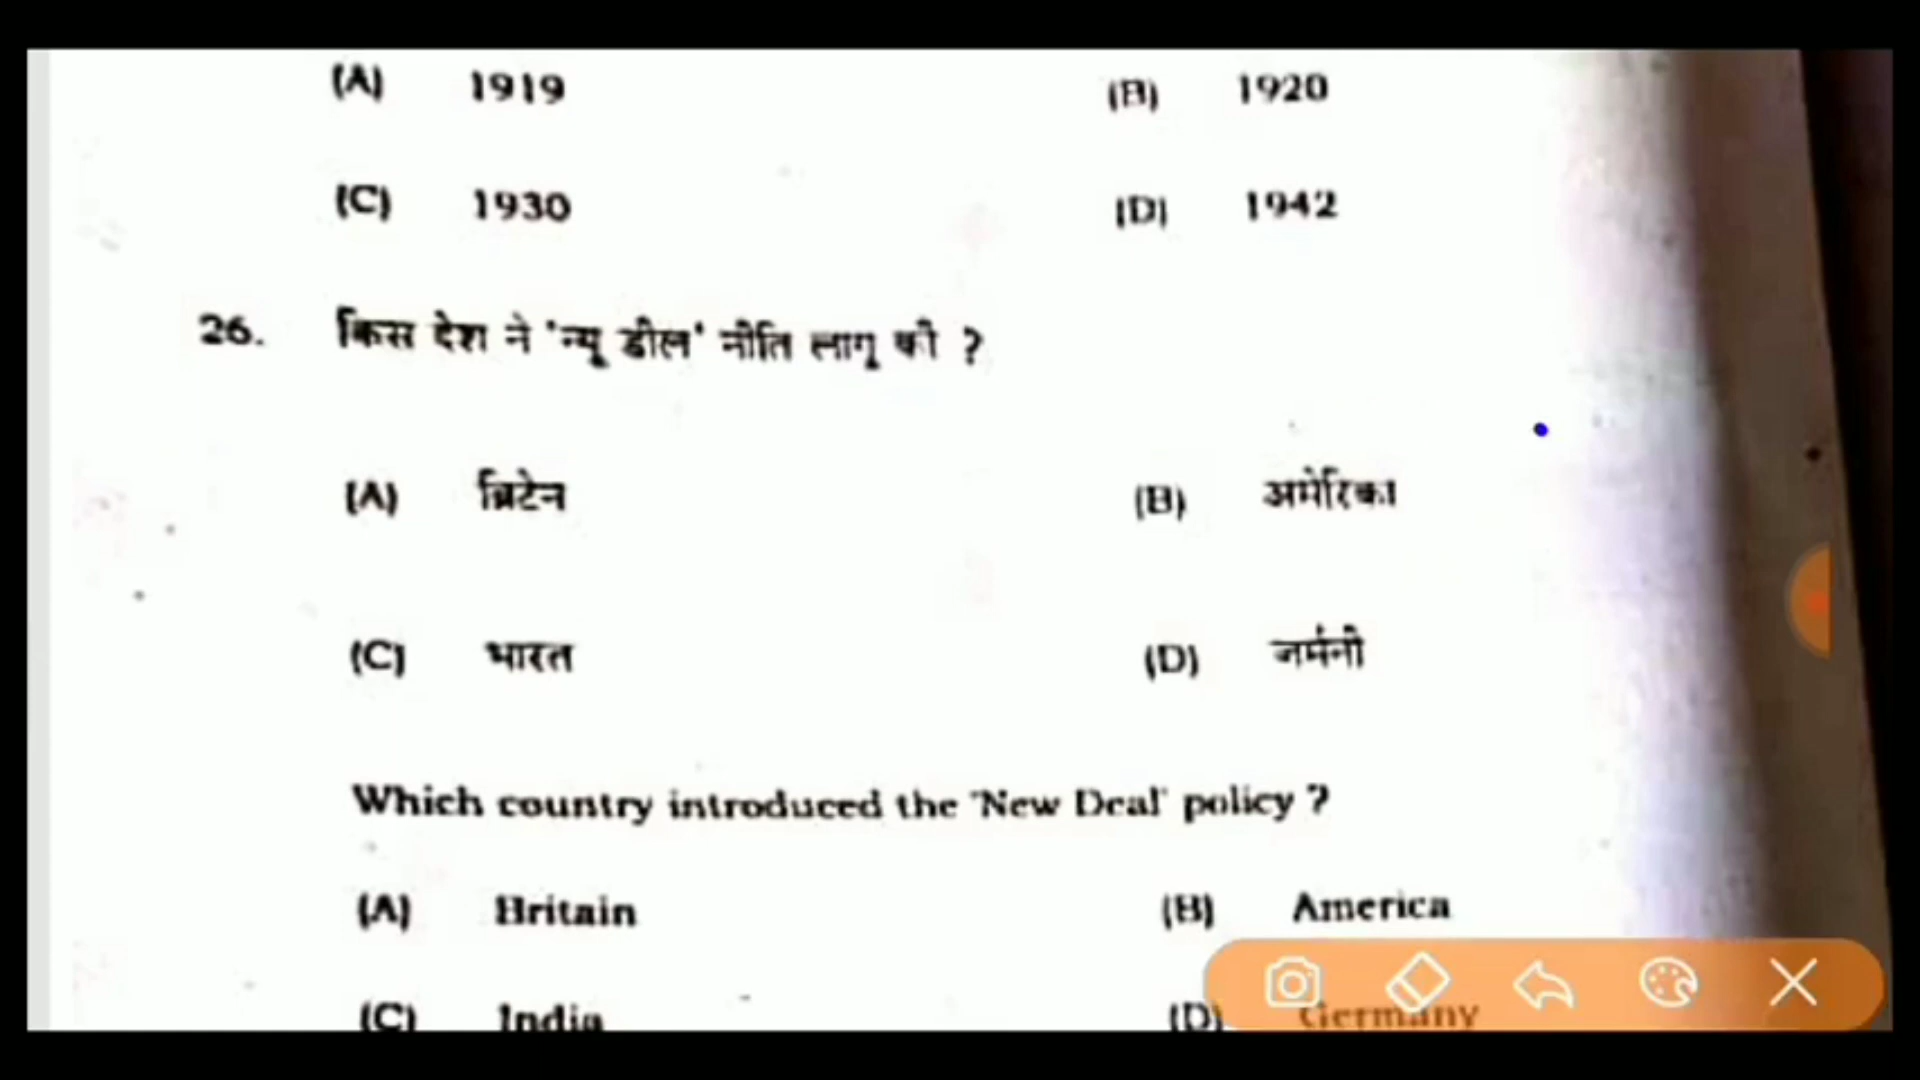 (A) 1919 (B) 1920
(C) 1930 (D) 1942
26. किस देश ने 'न्यू डील' नीति लागू की ?
(A) ब्रिटेन (B) अमेरिका
(C) भारत (D) जर्मनी
Which country introduced the 'New Deal' policy ?
(A) Britain (B) America
(C) India (D) Germany